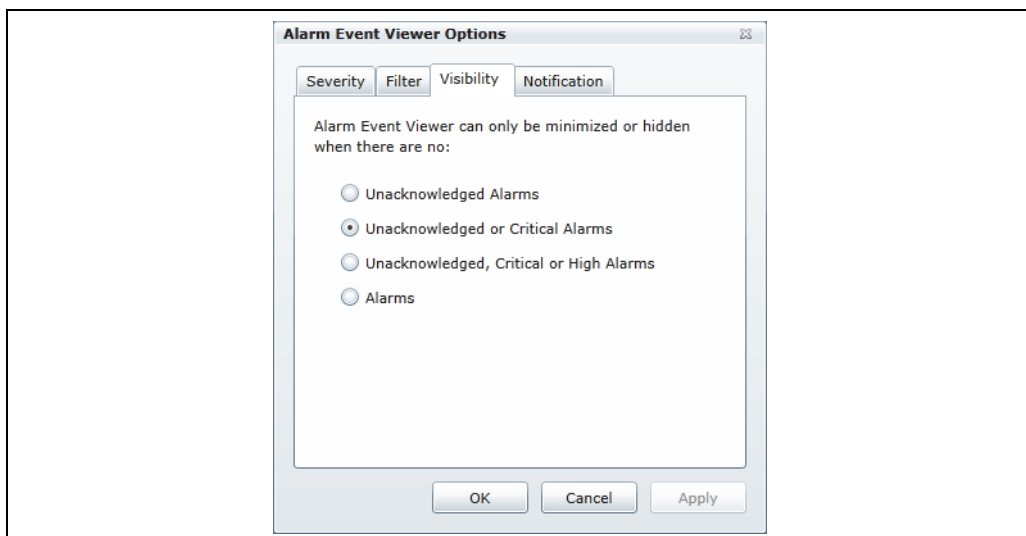 Alarm Event Viewer Options
Severity Filter Visibility Notification
Alarm Event Viewer can only be minimized or hidden
when there are no:
Unacknowledged Alarms
Unacknowledged or Critical Alarms
Unacknowledged, Critical or High Alarms
Alarms
OK Cancel Apply